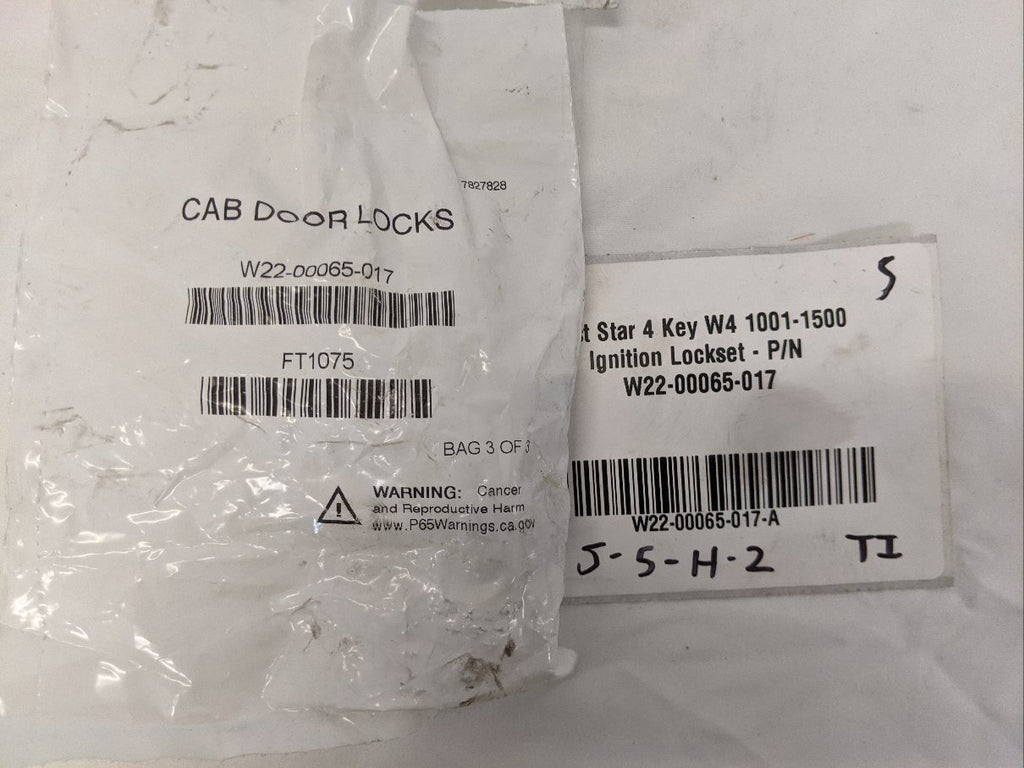 7827828
CAB DOOR LOCKS
W22-00065-017
FT1075
BAG 3 OF 3
WARNING: Cancer
and Reproductive Harm
www.P65Warnings.ca.gov
S
Star 4 Key W4 1001-1500
Ignition Lockset - P/N
W22-00065-017
W22-00065-017-A
J-5-H-2 TI